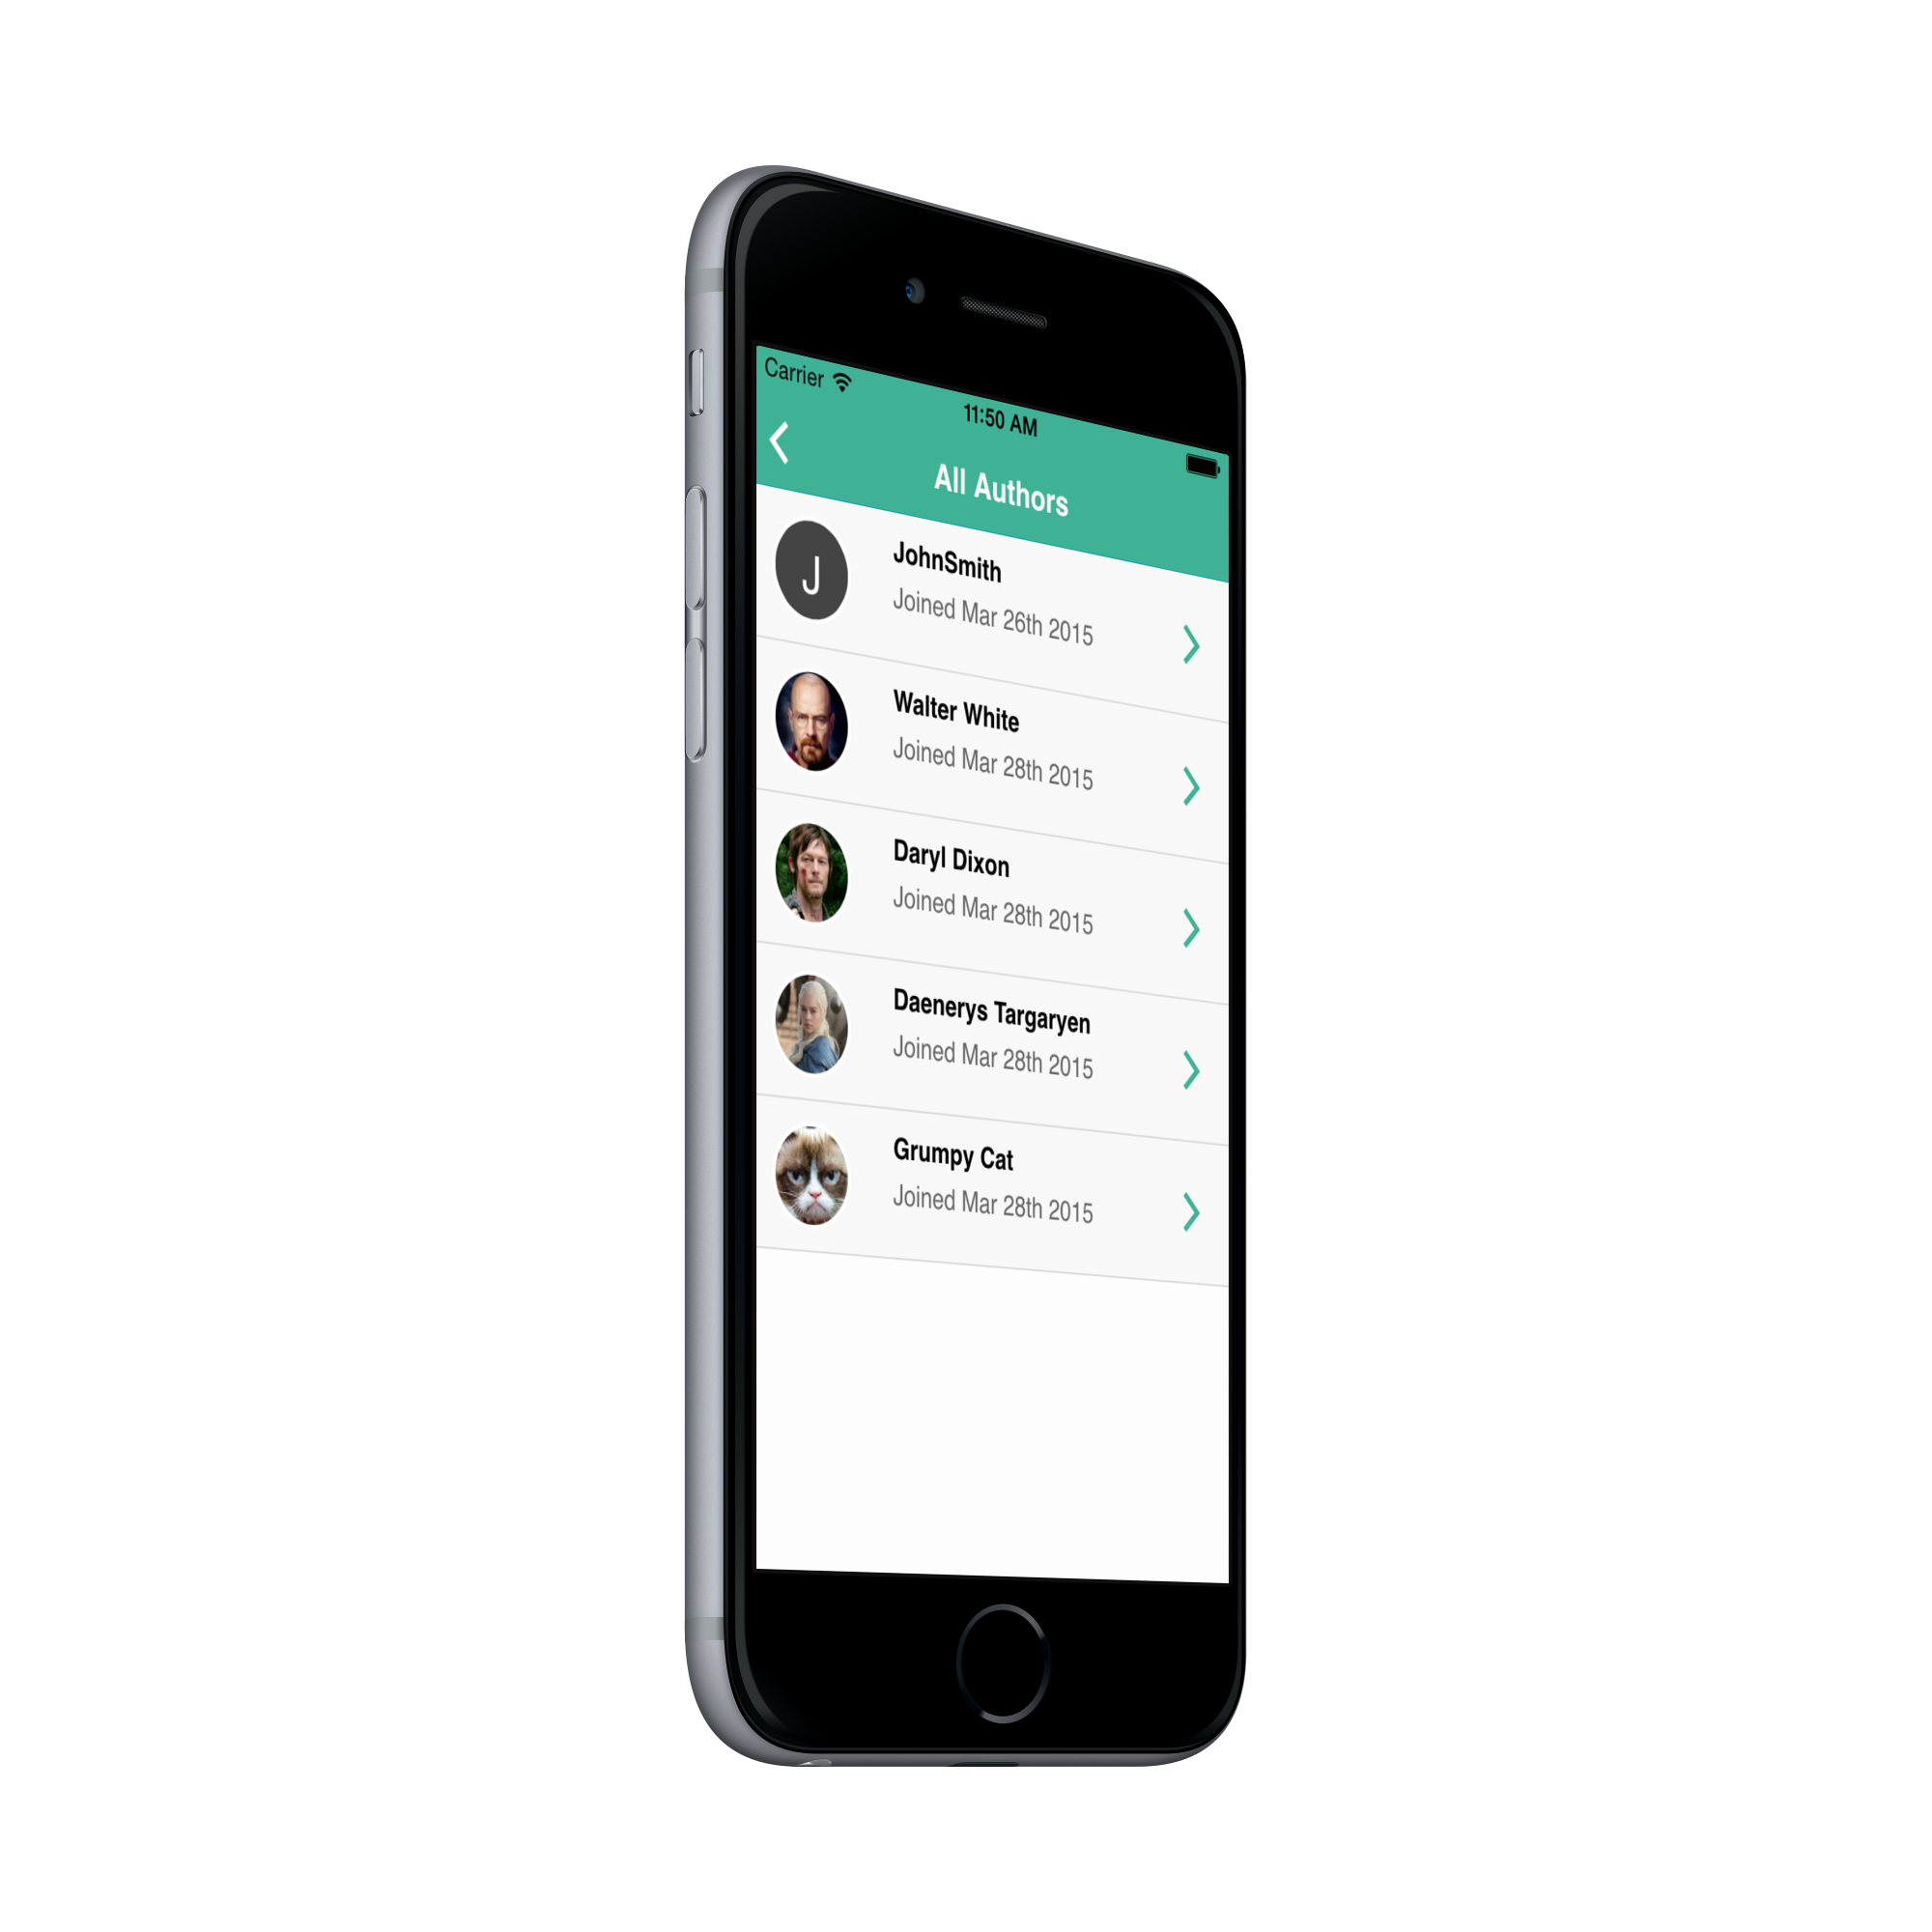 Carrier
11:50 AM
All Authors
J
JohnSmith
Joined Mar 26th 2015
Walter White
Joined Mar 28th 2015
Daryl Dixon
Joined Mar 28th 2015
Daenerys Targaryen
Joined Mar 28th 2015
Grumpy Cat
Joined Mar 28th 2015